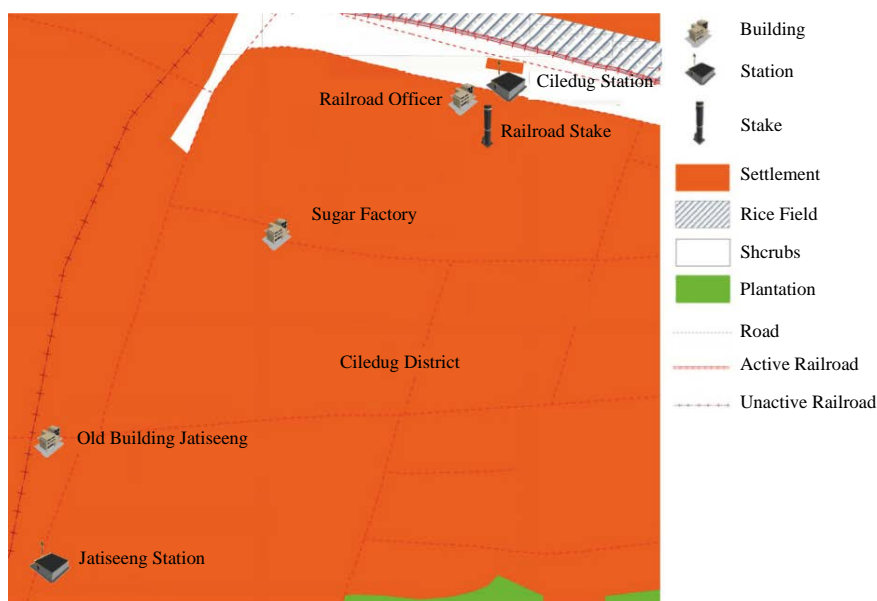 Ciledug Station
Railroad Officer
Railroad Stake
Sugar Factory
Ciledug District
Old Building Jatiseeng
Jatiseeng Station
Building
Station
Stake
Settlement
Rice Field
Shcrubs
Plantation
Road
Active Railroad
Unactive Railroad